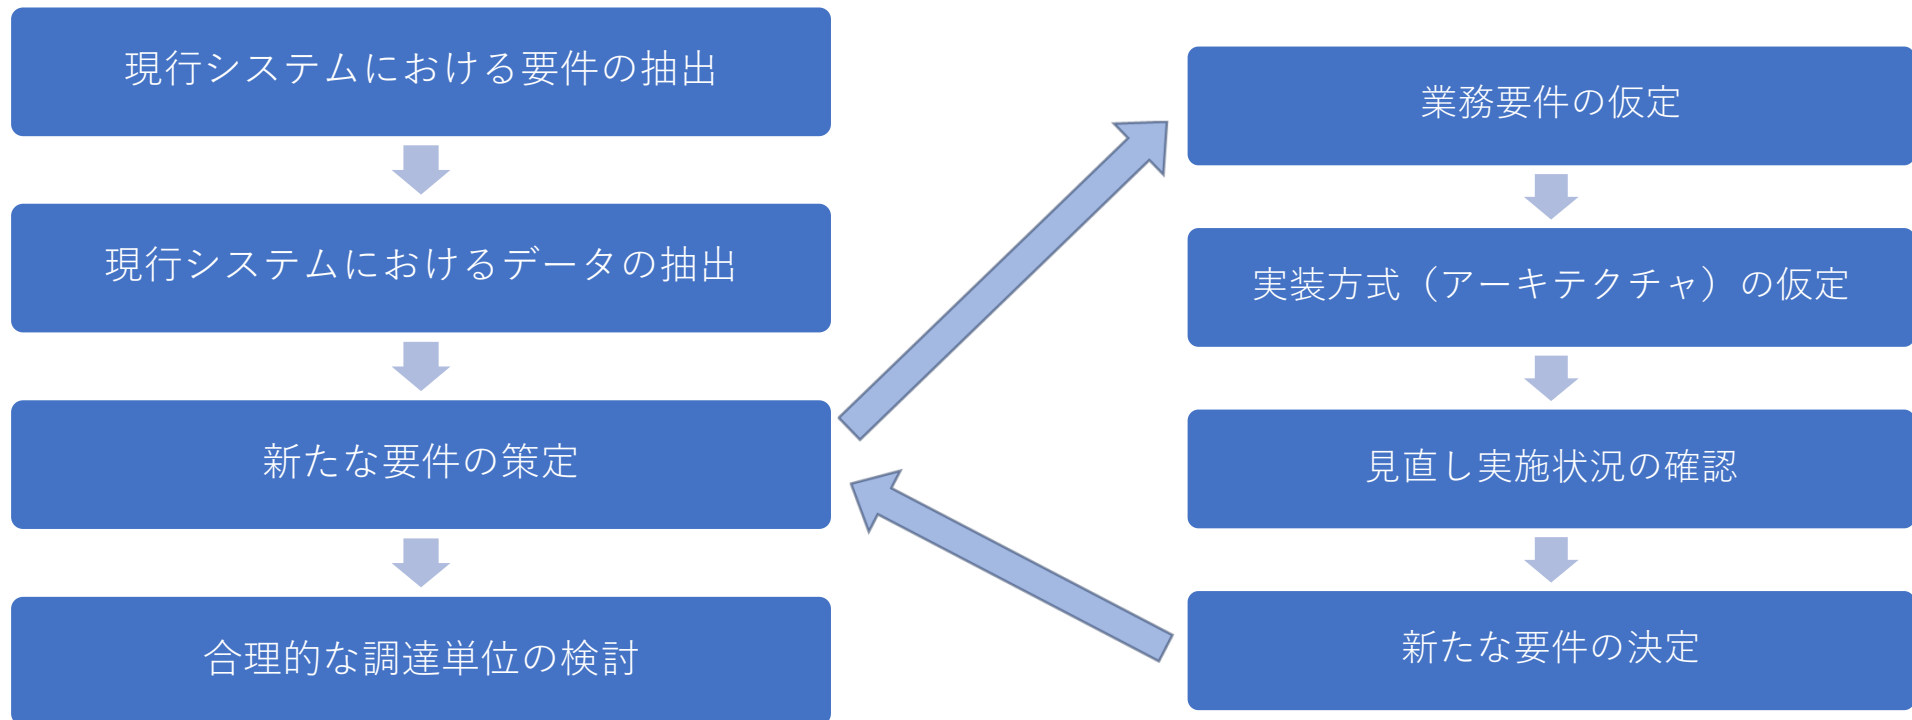 現行システムにおける要件の抽出
現行システムにおけるデータの抽出
新たな要件の策定
合理的な調達単位の検討
業務要件の仮定
実装方式（アーキテクチャ）の仮定
見直し実施状況の確認
新たな要件の決定